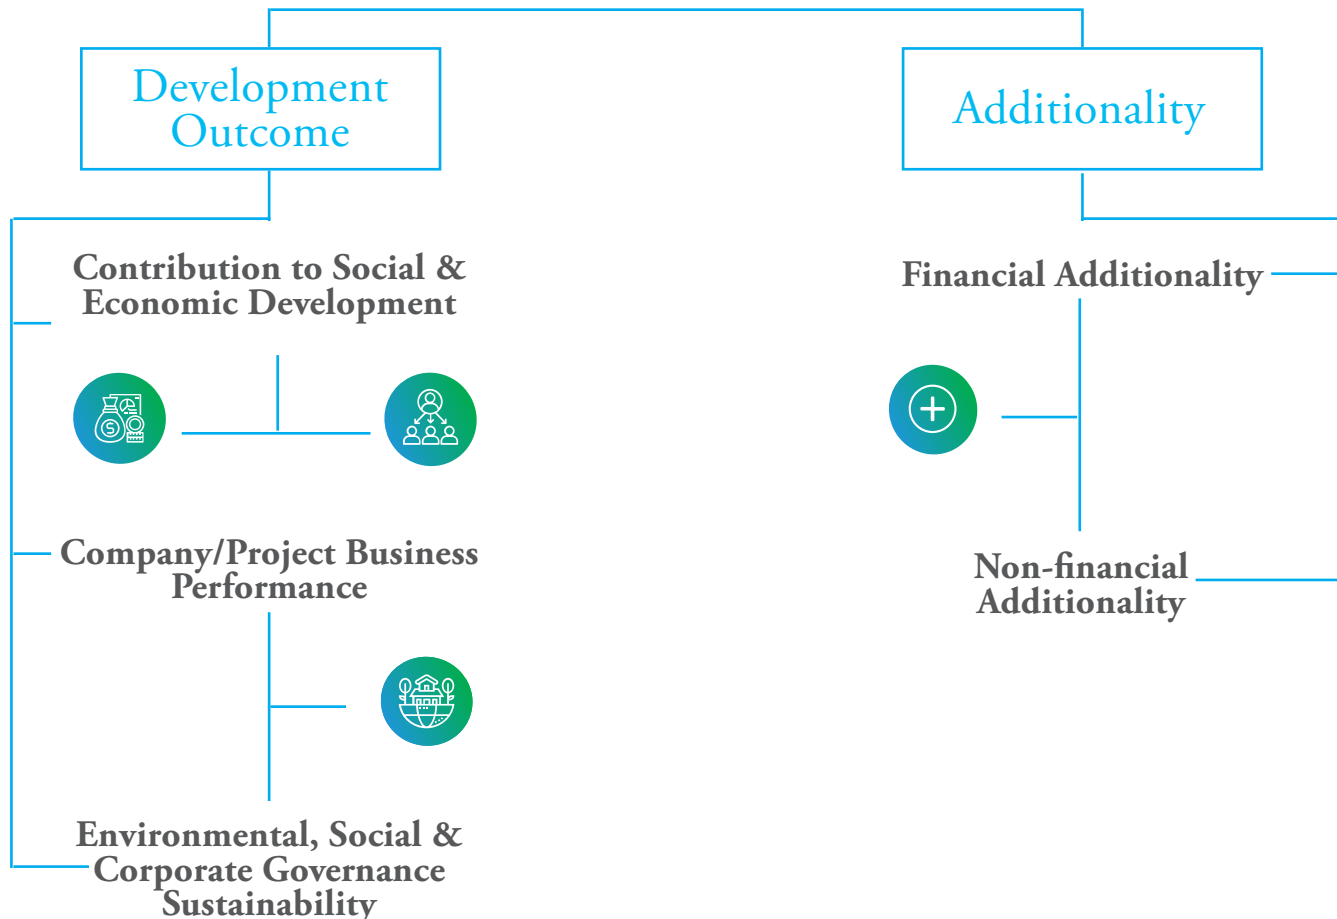 Development
Outcome
Additionality
Contribution to Social &
Economic Development
Financial Additionality
$
Company/Project Business
Performance
Non-financial
Additionality
Environmental, Social &
Corporate Governance
Sustainability